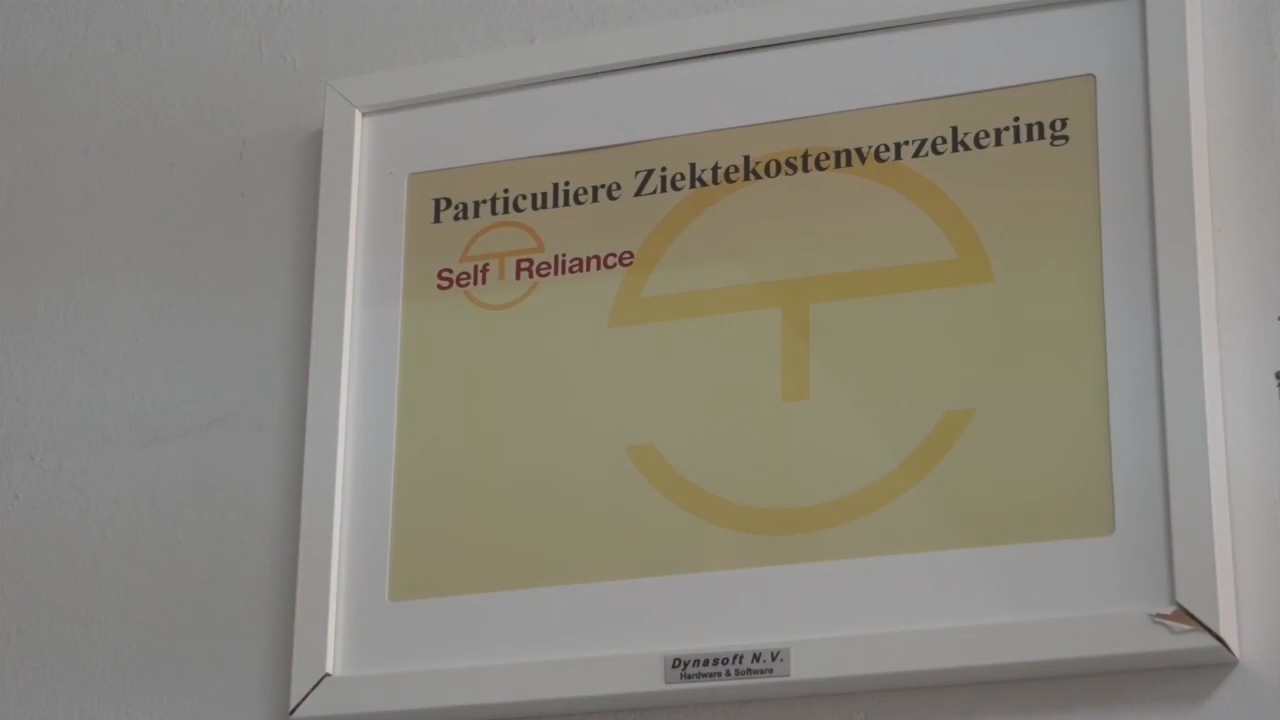 Particuliere Ziektekostenverzekering
Self Reliance
Dynasoft N.V.
Hardware & Software